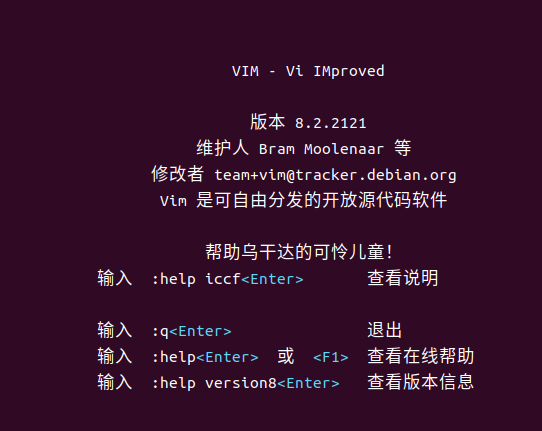 VIM - Vi IMproved
版本 8.2.2121
维护人 Bram Moolenaar 等
修改者 team+vim@tracker.debian.org
Vim 是可自由分发的开放源代码软件
帮助乌干达的可怜儿童!
输入 :help iccf<Enter> 查看说明
输入 :q<Enter> 退出
输入 :help<Enter> 或 <F1> 查看在线帮助
输入 :help version8<Enter> 查看版本信息